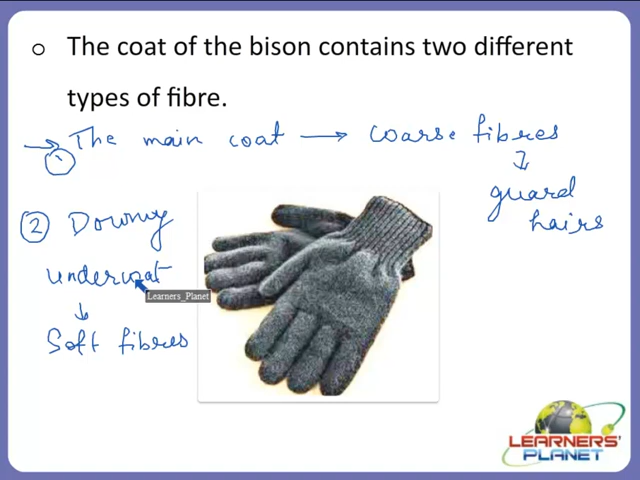 o The coat of the bison contains two different
types of fibre.
→ ① The main coat → coarse fibres
↓
guard
hairs
② Downy
undercoat
↓
Soft fibres
Learners_Planet
LEARNERS'
PLANET